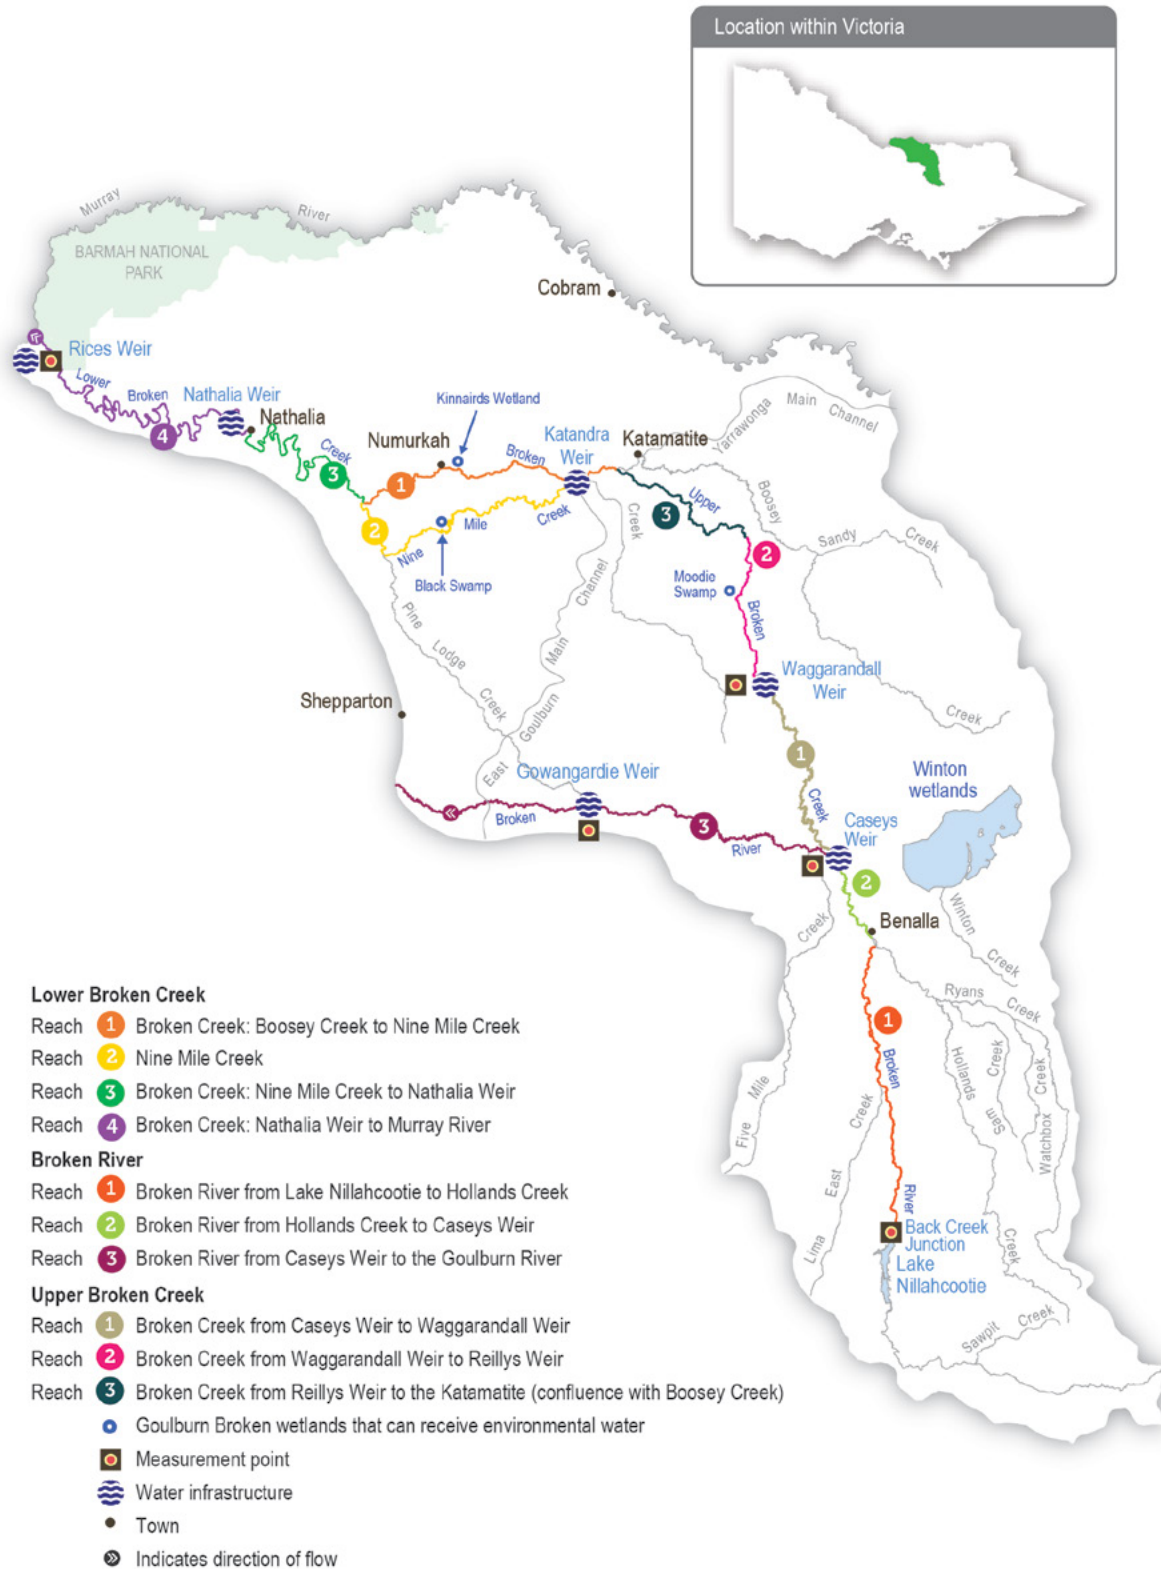 Location within Victoria
Murray
River
BARMAH NATIONAL
PARK
Cobram
Rices Weir
Lower
Broken
Nathalia Weir
Nathalia
4
Creek
3
Kinnairds Wetland
Numurkah
Broken
Katandra
Weir
Katamatite
Yarrawonga
Main
Channel
1
2
Nine
Mile
Creek
Black Swamp
Creek
Upper
3
Boosey
Sandy
Creek
2
Moodie
Swamp
Broken
Channel
Main
Goulburn
East
Pine
Lodge
Creek
Shepparton
Waggarandall
Weir
Creek
1
Creek
Gowangardie Weir
Broken
3
River
Caseys
Weir
Winton
wetlands
2
Benalla
Winton
Creek
Creek
Five
Mile
Ryans
Creek
1
Broken
River
Hollands
Creek
Sam
Creek
Watchbox
Creek
Lima
East
Creek
Back Creek
Junction
Lake
Nillahcootie
Sawpit
Creek
Lower Broken Creek
Reach 1 Broken Creek: Boosey Creek to Nine Mile Creek
Reach 2 Nine Mile Creek
Reach 3 Broken Creek: Nine Mile Creek to Nathalia Weir
Reach 4 Broken Creek: Nathalia Weir to Murray River
Broken River
Reach 1 Broken River from Lake Nillahcootie to Hollands Creek
Reach 2 Broken River from Hollands Creek to Caseys Weir
Reach 3 Broken River from Caseys Weir to the Goulburn River
Upper Broken Creek
Reach 1 Broken Creek from Caseys Weir to Waggarandall Weir
Reach 2 Broken Creek from Waggarandall Weir to Reillys Weir
Reach 3 Broken Creek from Reillys Weir to the Katamatite (confluence with Boosey Creek)
Goulburn Broken wetlands that can receive environmental water
Measurement point
Water infrastructure
Town
Indicates direction of flow